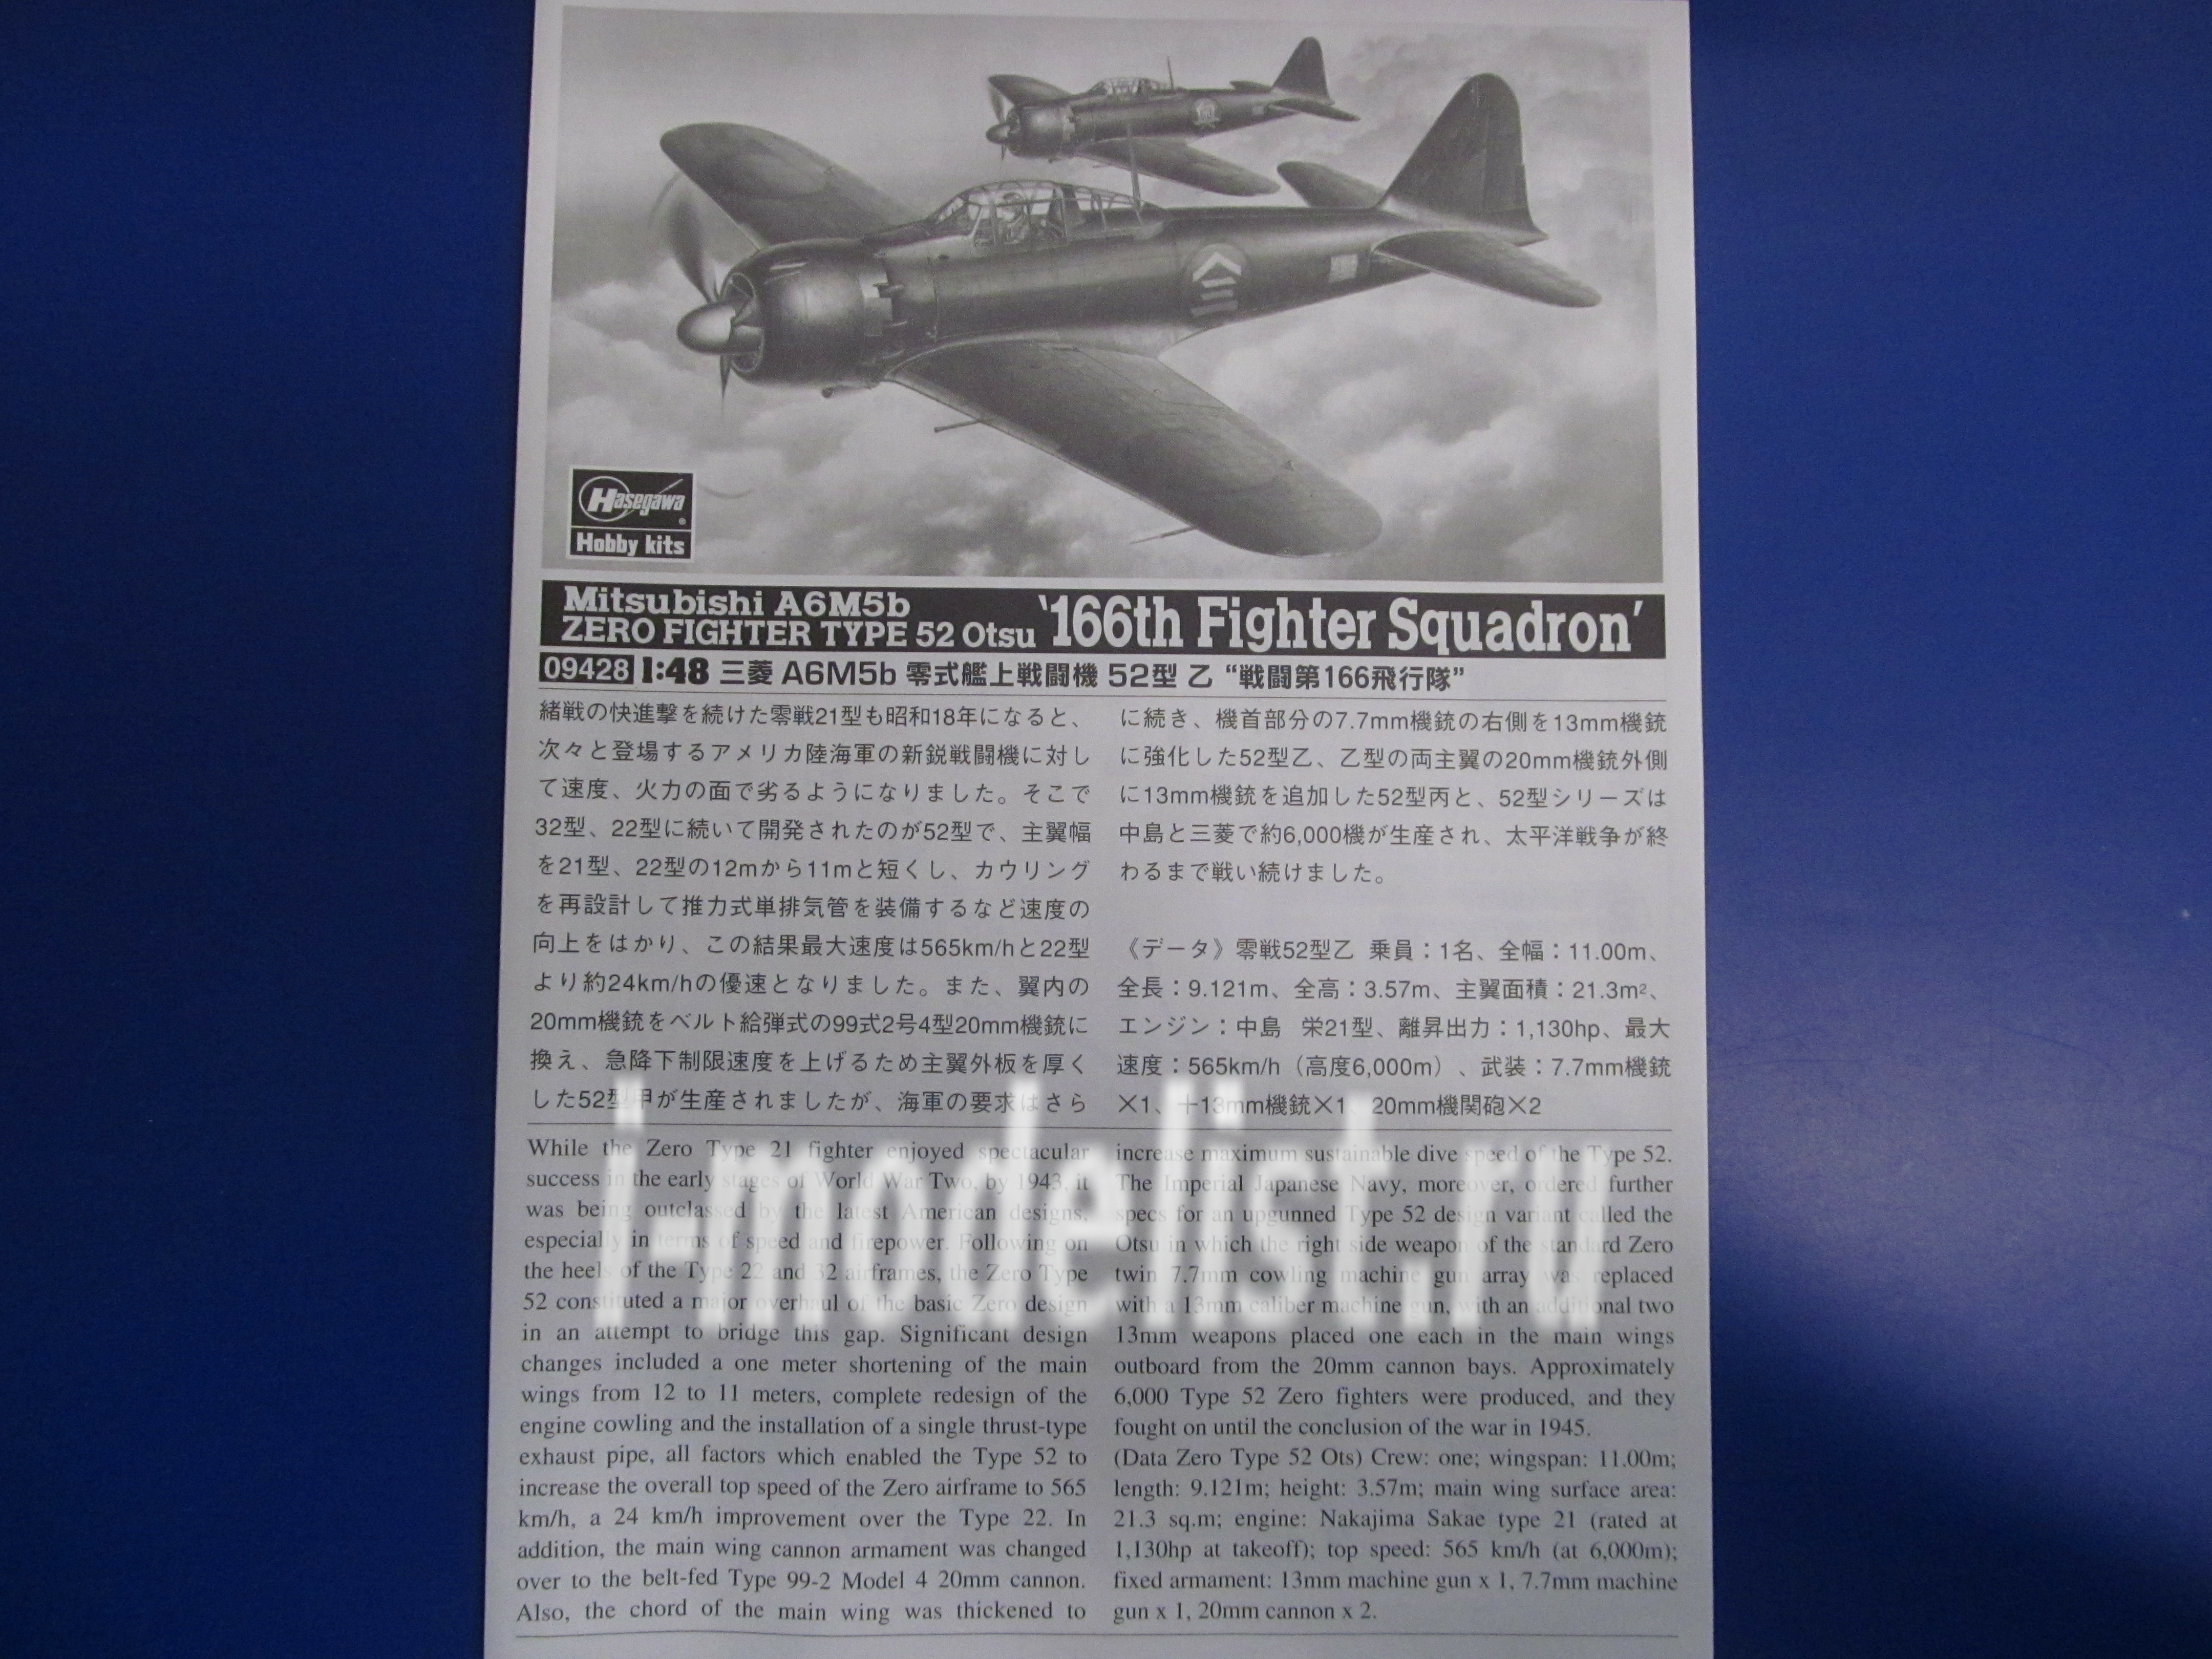 Hasegawa
Hobby kits
Mitsubishi A6M5b
ZERO FIGHTER TYPE 52 Otsu '166th Fighter Squadron'
09428 1:48 三菱 A6M5b 零式艦上戦闘機 52型 乙 “戦闘第166飛行隊”
緒戦の快進撃を続けた零戦21型も昭和18年になると、
次々と登場するアメリカ陸海軍の新鋭戦闘機に対し
て速度、火力の面で劣るようになりました。そこで
32型、22型に続いて開発されたのが52型で、主翼幅
を21型、22型の12mから11mと短くし、カウリング
を再設計して推力式単排気管を装備するなど速度の
向上をはかり、この結果最大速度は565km/hと22型
より約24km/hの優速となりました。また、翼内の
20mm機銃をベルト給弾式の99式2号4型20mm機銃に
換え、急降下制限速度を上げるため主翼外板を厚く
した52型甲が生産されましたが、海軍の要求はさら
に続き、機首部分の7.7mm機銃の右側を13mm機銃
に強化した52型乙、乙型の両主翼の20mm機銃外側
に13mm機銃を追加した52型丙と、52型シリーズは
中島と三菱で約6,000機が生産され、太平洋戦争が終
わるまで戦い続けました。
《データ》零戦52型乙 乗員：1名、全幅：11.00m、
全長：9.121m、全高：3.57m、主翼面積：21.3m²、
エンジン：中島 栄21型、離昇出力：1,130hp、最大
速度：565km/h（高度6,000m）、武装：7.7mm機銃
×1、＋13mm機銃×1、20mm機関砲×2
While the Zero Type 21 fighter enjoyed spectacular
success in the early stages of World War Two, by 1943, it
was being outclassed by the latest American designs,
especially in terms of speed and firepower. Following on
the heels of the Type 22 and 32 airframes, the Zero Type
52 constituted a major overhaul of the basic Zero design
in an attempt to bridge this gap. Significant design
changes included a one meter shortening of the main
wings from 12 to 11 meters, complete redesign of the
engine cowling and the installation of a single thrust-type
exhaust pipe, all factors which enabled the Type 52 to
increase the overall top speed of the Zero airframe to 565
km/h, a 24 km/h improvement over the Type 22. In
addition, the main wing cannon armament was changed
over to the belt-fed Type 99-2 Model 4 20mm cannon.
Also, the chord of the main wing was thickened to
increase maximum sustainable dive speed of the Type 52.
The Imperial Japanese Navy, moreover, ordered further
specs for an upgunned Type 52 design variant called the
Otsu in which the right side weapon of the standard Zero
twin 7.7mm cowling machine gun array was replaced
with a 13mm caliber machine gun, with an additional two
13mm weapons placed one each in the main wings
outboard from the 20mm cannon bays. Approximately
6,000 Type 52 Zero fighters were produced, and they
fought on until the conclusion of the war in 1945.
(Data Zero Type 52 Ots) Crew: one; wingspan: 11.00m;
length: 9.121m; height: 3.57m; main wing surface area:
21.3 sq.m; engine: Nakajima Sakae type 21 (rated at
1,130hp at takeoff); top speed: 565 km/h (at 6,000m);
fixed armament: 13mm machine gun x 1, 7.7mm machine
gun x 1, 20mm cannon x 2.
i-modelist.ru